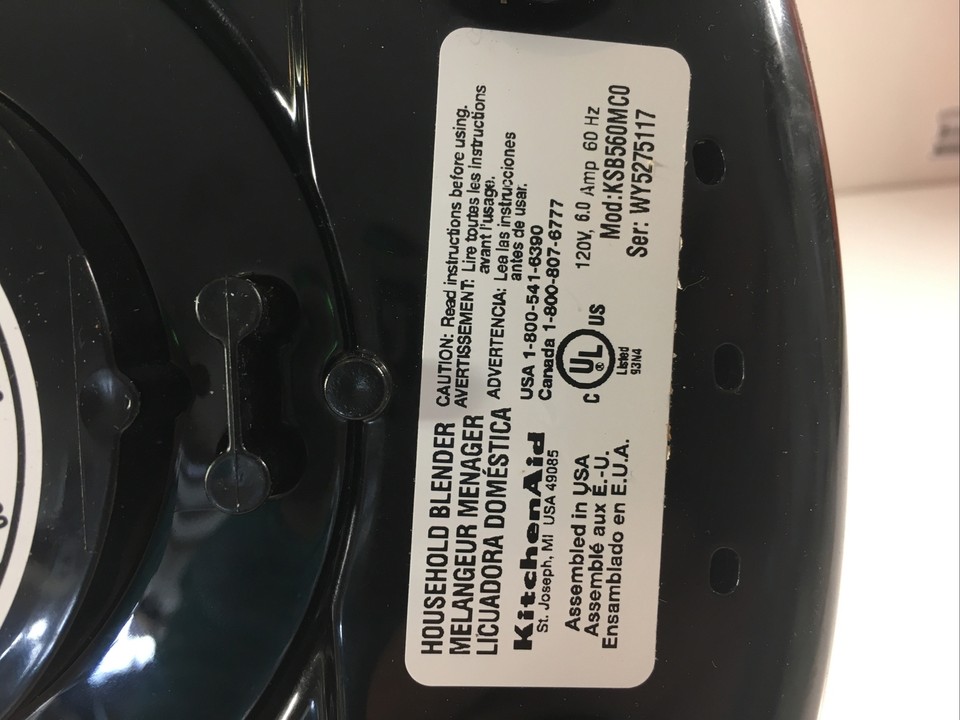 HOUSEHOLD BLENDER
MELANGEUR MENAGER
LICUADORA DOMÉSTICA
KitchenAid
St. Joseph, MI USA 49085
Assembled in USA
Assemblé aux E.-U.
Ensamblado en E.U.A.
CAUTION: Read instructions before using.
AVERTISSEMENT: Lire toutes les instructions
avant l'usage.
ADVERTENCIA: Lea las instrucciones
antes de usar.
USA 1-800-541-6390
Canada 1-800-807-6777
C UL ® US
Listed
93N4
120V, 6.0 Amp 60 Hz
Mod:KSB560MC0
Ser: WY5275117